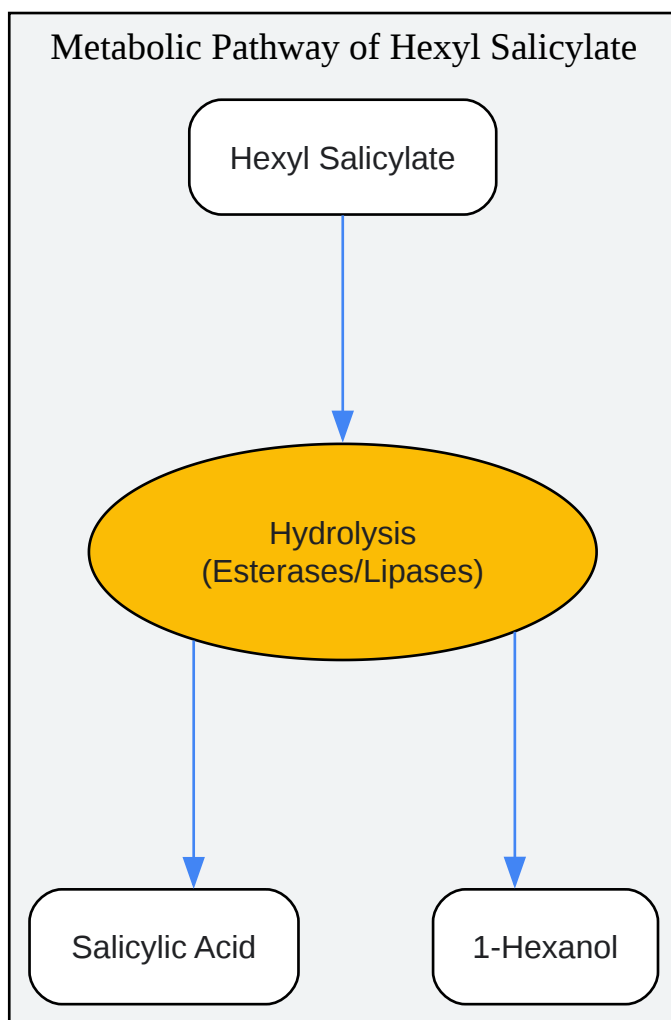 Metabolic Pathway of Hexyl Salicylate
Hexyl Salicylate
Hydrolysis
(Esterases/Lipases)
Salicylic Acid
1-Hexanol